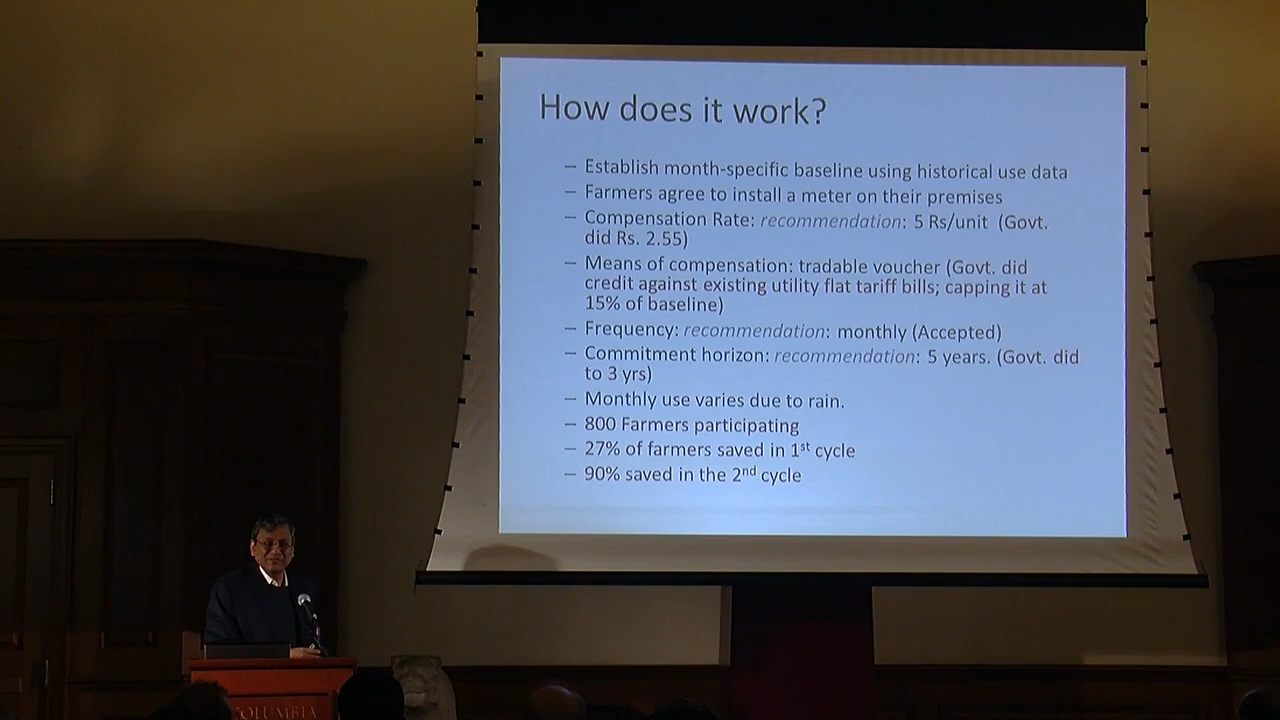 How does it work?
– Establish month-specific baseline using historical use data
– Farmers agree to install a meter on their premises
– Compensation Rate: recommendation: 5 Rs/unit (Govt.
did Rs. 2.55)
– Means of compensation: tradable voucher (Govt. did
credit against existing utility flat tariff bills; capping it at
15% of baseline)
– Frequency: recommendation: monthly (Accepted)
– Commitment horizon: recommendation: 5 years. (Govt. did
to 3 yrs)
– Monthly use varies due to rain.
– 800 Farmers participating
– 27% of farmers saved in 1st cycle
– 90% saved in the 2nd cycle
COLUMBIA